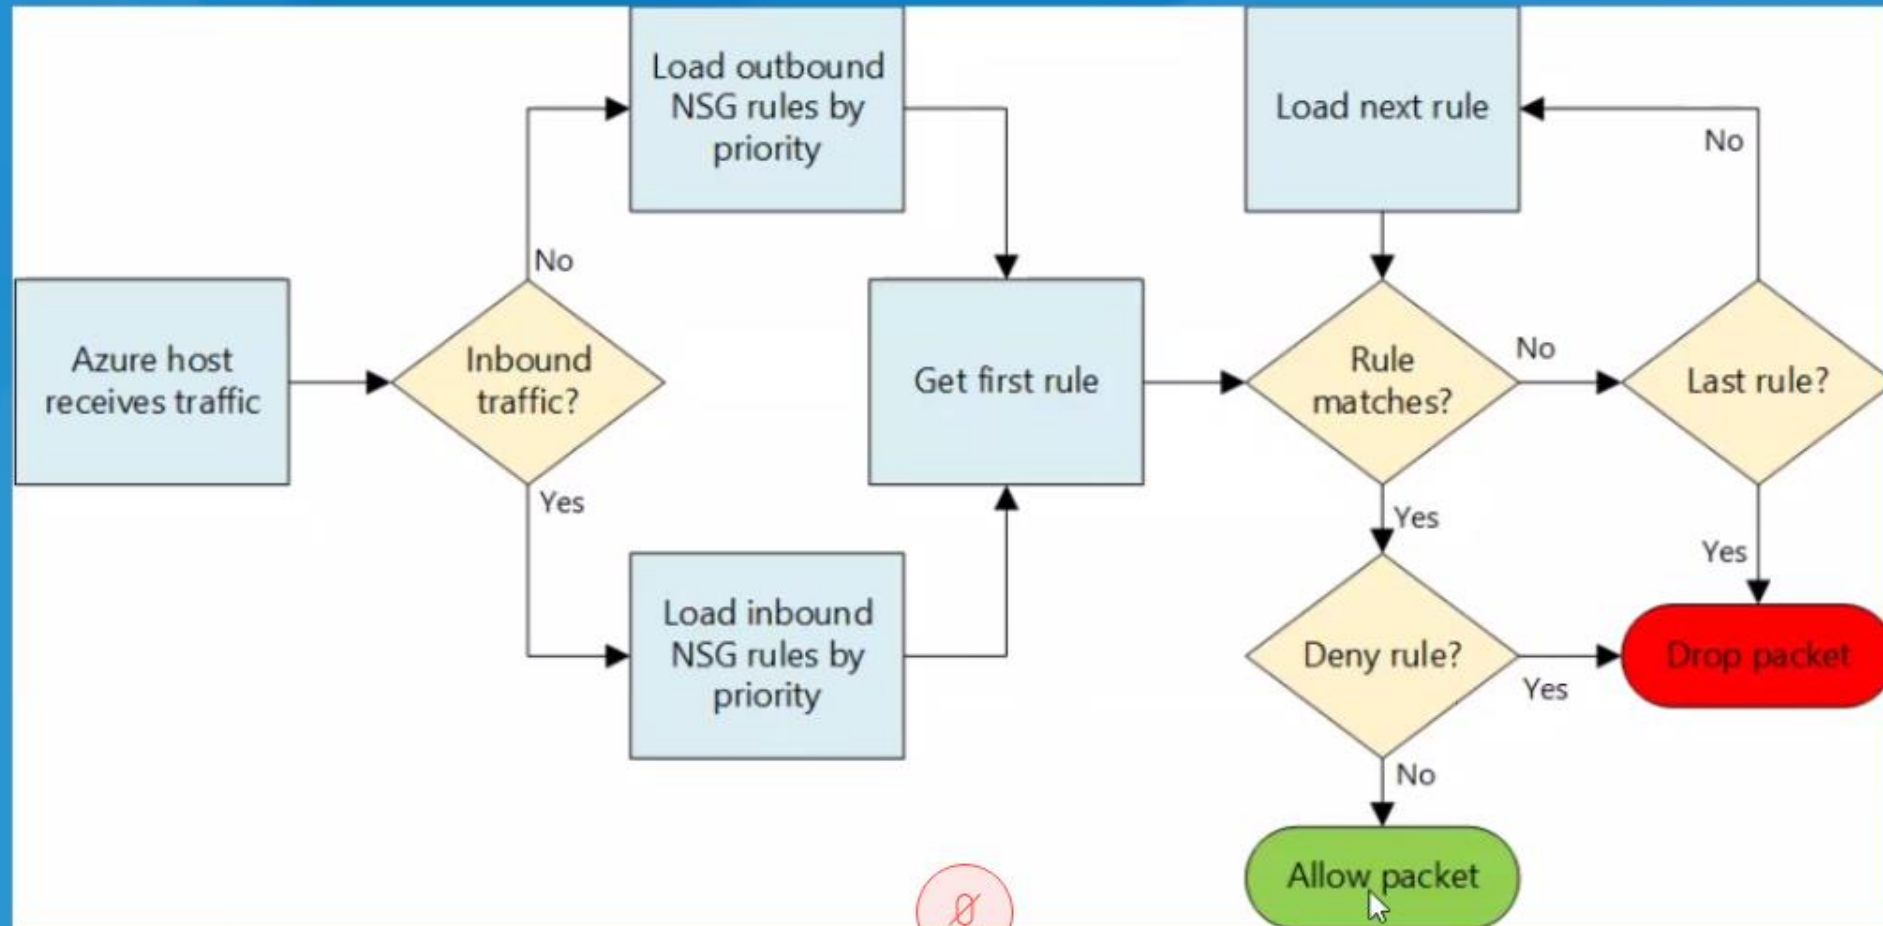 Load outbound
NSG rules by
priority
Load next rule
No
No
Azure host
receives traffic
Inbound
traffic?
Get first rule
Rule
matches?
No
Last rule?
Yes
Yes
Yes
Load inbound
NSG rules by
priority
Deny rule?
Yes
Drop packet
No
Allow packet